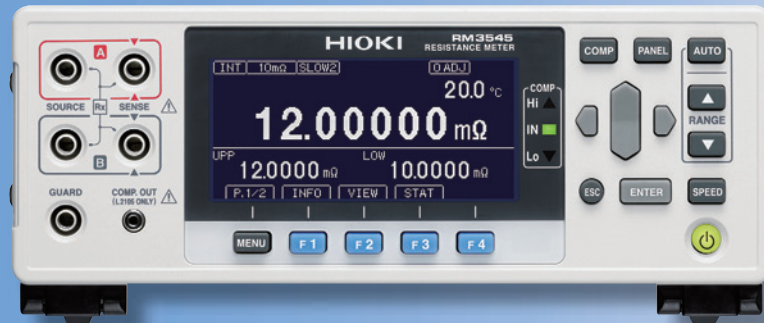 HIOKI
RM3545
RESISTANCE METER
A
SOURCE Rx SENSE
B
GUARD COMP. OUT
(L2105 ONLY)
INT 10mΩ SLOW2 0 ADJ
20.0 °C
12.00000 mΩ
UPP 12.0000 mΩ LOW 10.0000 mΩ
P.1/2 INFO VIEW STAT
COMP
Hi
IN
Lo
MENU F1 F2 F3 F4
COMP PANEL AUTO
RANGE
ESC ENTER SPEED